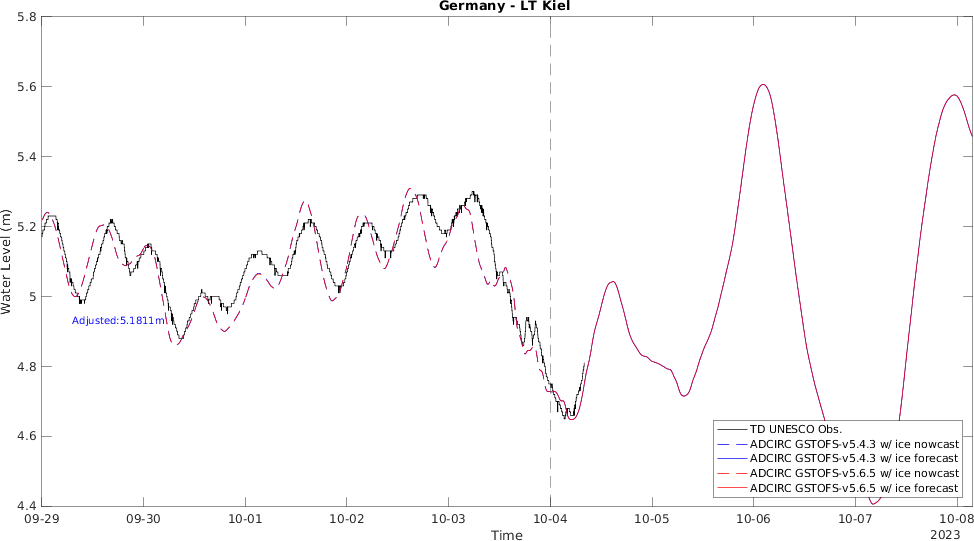 Germany - LT Kiel
5.8
5.6
5.4
5.2
5
4.8
4.6
4.4
Water Level (m)
Adjusted:5.1811m
TD UNESCO Obs.
ADCIRC GSTOFS-v5.4.3 w/ ice nowcast
ADCIRC GSTOFS-v5.4.3 w/ ice forecast
ADCIRC GSTOFS-v5.6.5 w/ ice nowcast
ADCIRC GSTOFS-v5.6.5 w/ ice forecast
09-29 09-30 10-01 10-02 10-03 10-04 10-05 10-06 10-07 10-08
Time
2023